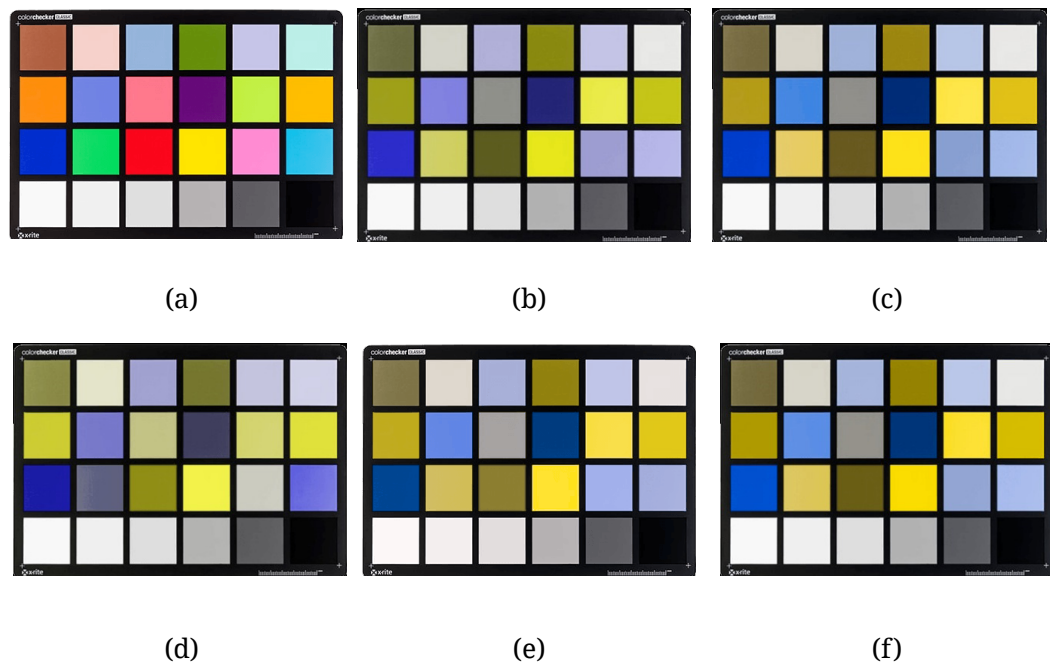 colorchecker CLASSIC
colorchecker CLASSIC
colorchecker CLASSIC
x-rite
x-rite
x-rite
(a)
(b)
(c)
colorchecker CLASSIC
colorchecker CLASSIC
colorchecker CLASSIC
x-rite
x-rite
x-rite
(d)
(e)
(f)